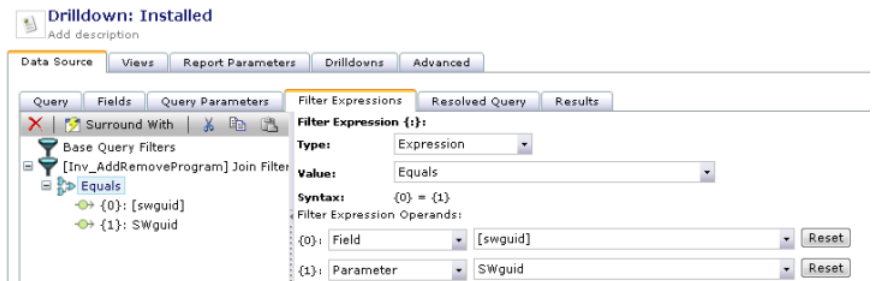 Drilldown: Installed
Add description
Data Source Views Report Parameters Drilldowns Advanced
Query Fields Query Parameters Filter Expressions Resolved Query Results
Surround With
Filter Expression {:}:
Base Query Filters
Type: Expression
[Inv_AddRemoveProgram] Join Filter
Value: Equals
Equals
Syntax: {0} = {1}
{0}: [swguid]
Filter Expression Operands:
{1}: SWguid
{0}: Field [swguid] Reset
{1}: Parameter SWguid Reset